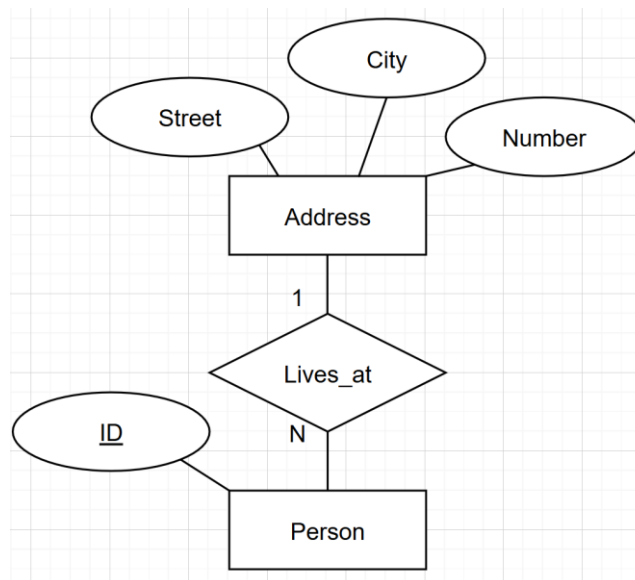 City
Street
Number
Address
1
Lives_at
ID
N
Person